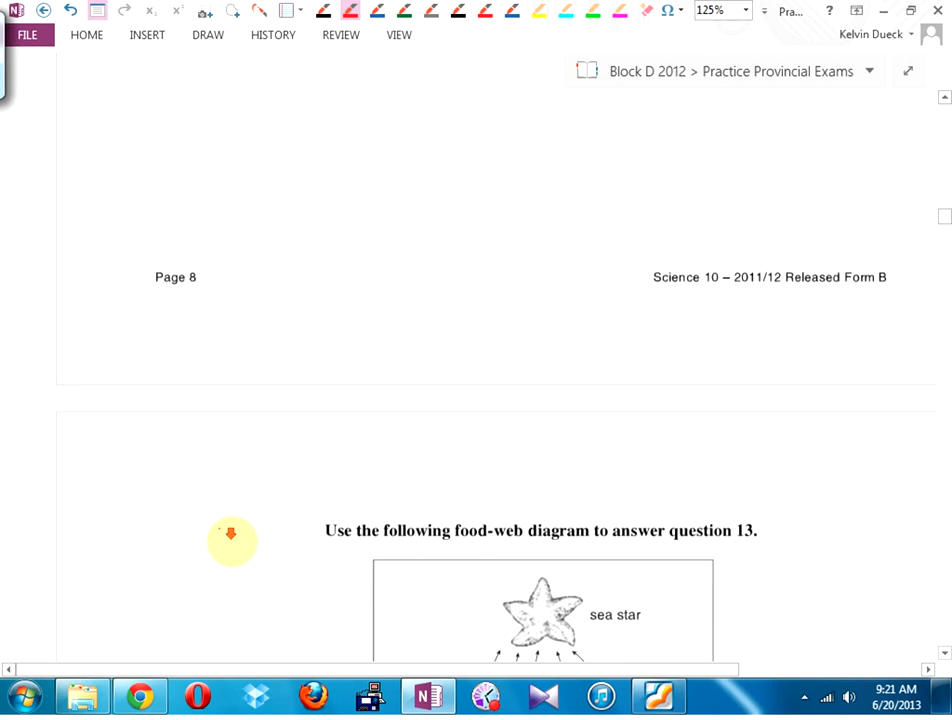 125%
Pra...
?
FILE
HOME
INSERT
DRAW
HISTORY
REVIEW
VIEW
Kelvin Dueck
Block D 2012 > Practice Provincial Exams
Page 8
Science 10 – 2011/12 Released Form B
Use the following food-web diagram to answer question 13.
sea star
9:21 AM
6/20/2013